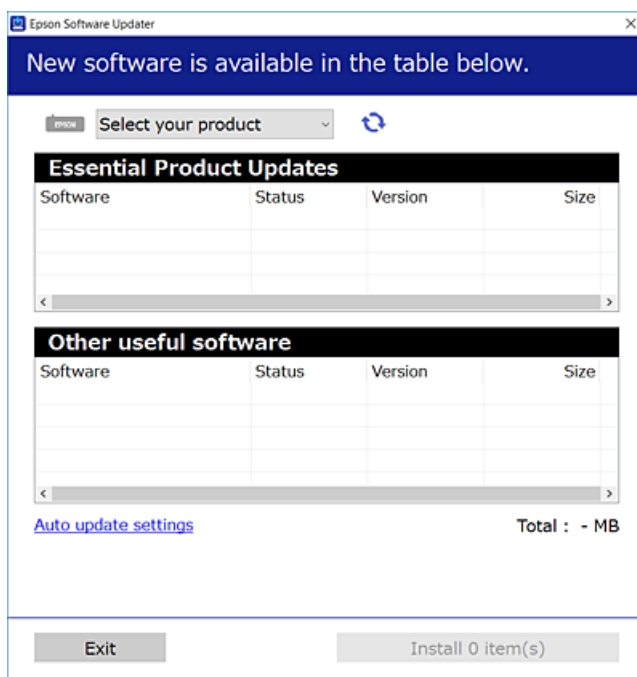 Epson Software Updater
New software is available in the table below.
EPSON Select your product
Essential Product Updates
Software Status Version Size
Other useful software
Software Status Version Size
Auto update settings Total : - MB
Exit Install 0 item(s)